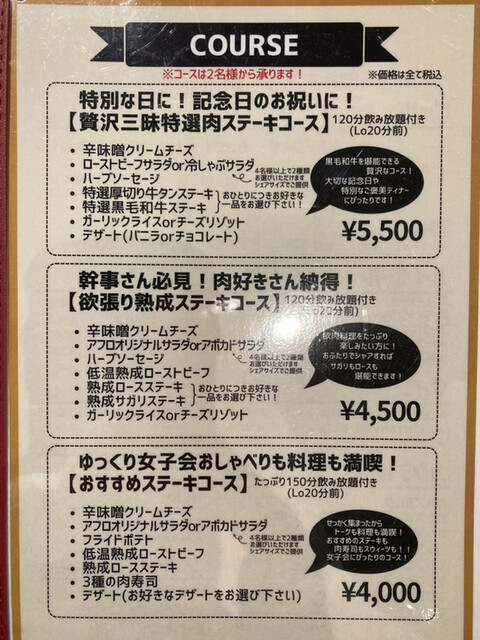 COURSE
※コースは2名様から承ります！
※価格は全て税込
特別な日に！記念日のお祝いに！
【贅沢三昧特選肉ステーキコース】120分飲み放題付き
(Lo20分前)
・ 辛味噌クリームチーズ
・ ローストビーフサラダor冷しゃぶサラダ
・ ハーブソーセージ
4名様以上で2種類
お選びいただけます
シェアサイズでご提供
・ 特選厚切り牛タンステーキ
・ 特選黒毛和牛ステーキ
おひとりにつきお好きな
一品をお選び下さい！
・ ガーリックライスorチーズリゾット
・ デザート(バニラorチョコレート)
黒毛和牛を堪能できる
贅沢なコース！
大切な記念日や
特別なご褒美ディナー
にぴったりです！
¥5,500
幹事さん必見！肉好きさん納得！
【欲張り熟成ステーキコース】120分飲み放題付き
(Lo20分前)
・ 辛味噌クリームチーズ
・ アフロオリジナルサラダorアボカドサラダ
・ ハーブソーセージ
4名様以上で2種類
お選びいただけます
シェアサイズでご提供
・ 低温熟成ローストビーフ
・ 熟成ロースステーキ
・ 熟成サガリステーキ
おひとりにつきお好きな
一品をお選び下さい！
・ ガーリックライスorチーズリゾット
肉料理をたっぷり
楽しみたい方に！
おふたりでシェアすれば
サガリもロースも
堪能できます！
¥4,500
ゆっくり女子会おしゃべりも料理も満喫！
【おすすめステーキコース】たっぷり150分飲み放題付き
(Lo20分前)
・ 辛味噌クリームチーズ
・ アフロオリジナルサラダorアボカドサラダ
・ フライドポテト
4名様以上で2種類
お選びいただけます
シェアサイズでご提供
・ 低温熟成ローストビーフ
・ 熟成ロースステーキ
・ 3種の肉寿司
・ デザート(お好きなデザートをお選び下さい)
せっかく集まったから
トークも料理も満喫！
おすすめのステーキも
肉寿司もスウィーツも！！
女子会にぴったりのコース！
¥4,000